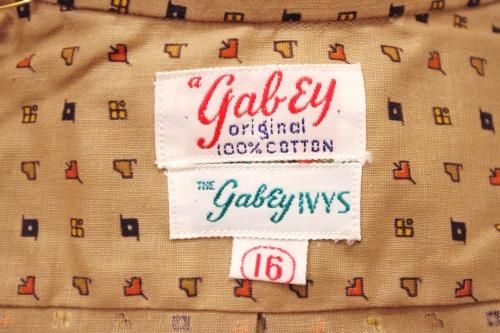 a GabEy
original
100% COTTON
THE GabEy IVYS
16